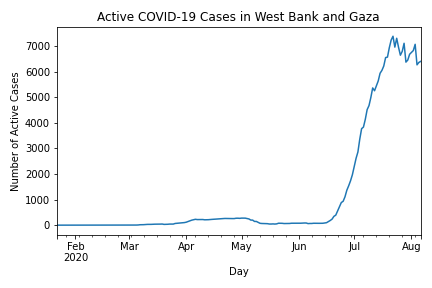 Active COVID-19 Cases in West Bank and Gaza
Number of Active Cases
7000
6000
5000
4000
3000
2000
1000
0
Feb Mar Apr May Jun Jul Aug
2020
Day